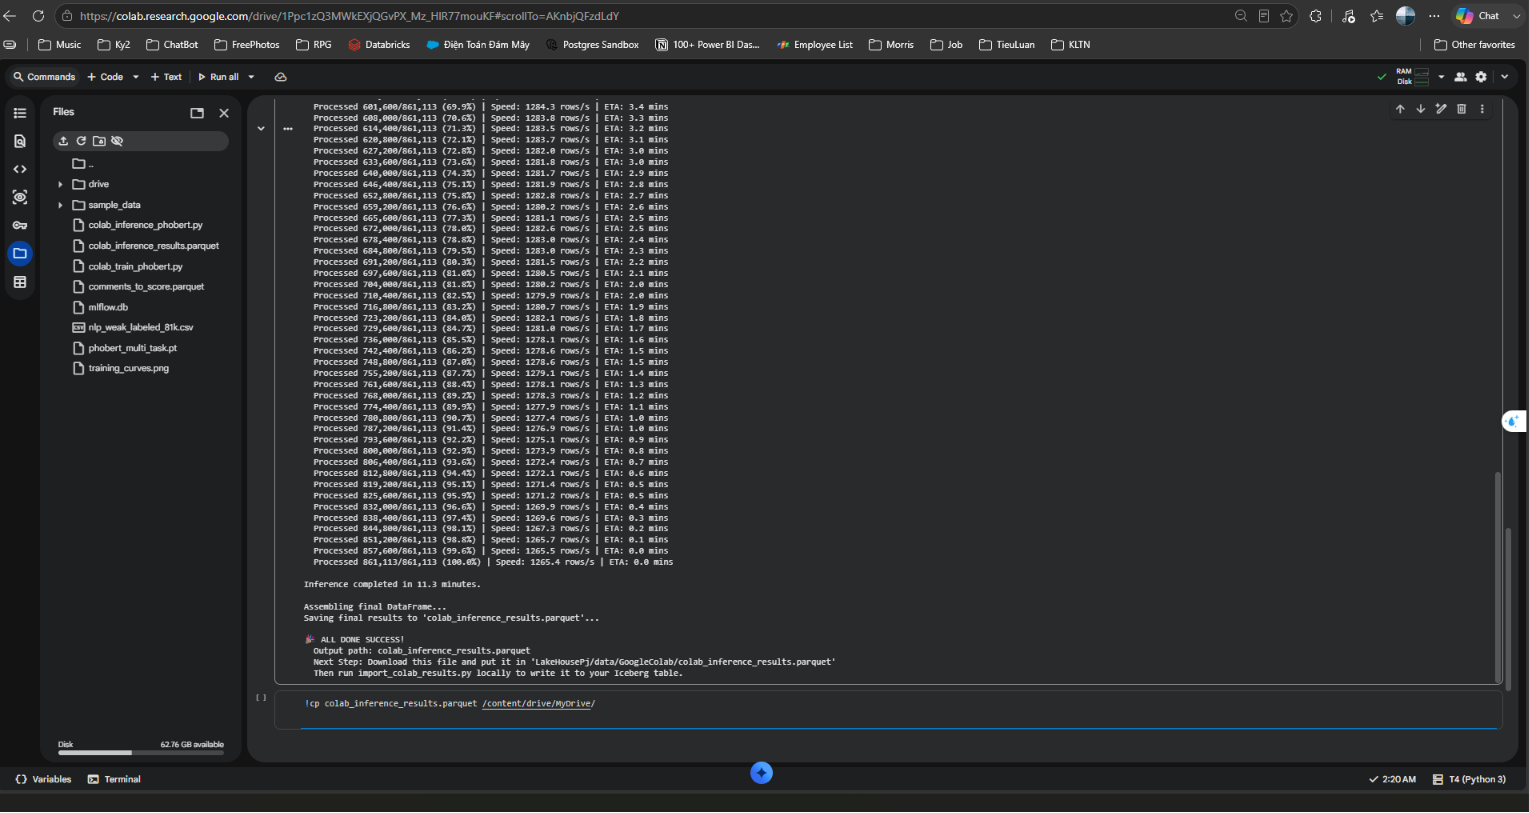 https://colab.research.google.com/drive/1Ppc1zQ3MWkEXjQGvPX_Mz_HIR77mouKF#scrollTo=AKnbjQFzdLdY
Chat
Music Ky2 ChatBot FreePhotos RPG Databricks Điện Toán Đám Mây Postgres Sandbox 100+ Power BI Das... Employee List Morris Job TieuLuan KLTN Other favorites
Commands + Code + Text Run all RAM
Disk
Files
..
drive
sample_data
colab_inference_phobert.py
colab_inference_results.parquet
colab_train_phobert.py
comments_to_score.parquet
mlflow.db
CSV nlp_weak_labeled_81k.csv
phobert_multi_task.pt
training_curves.png
Disk 62.76 GB available
Processed 601,600/861,113 (69.9%) | Speed: 1284.3 rows/s | ETA: 3.4 mins
Processed 608,000/861,113 (70.6%) | Speed: 1283.8 rows/s | ETA: 3.3 mins
Processed 614,400/861,113 (71.3%) | Speed: 1283.5 rows/s | ETA: 3.2 mins
Processed 620,800/861,113 (72.1%) | Speed: 1283.7 rows/s | ETA: 3.1 mins
Processed 627,200/861,113 (72.8%) | Speed: 1282.0 rows/s | ETA: 3.0 mins
Processed 633,600/861,113 (73.6%) | Speed: 1281.8 rows/s | ETA: 3.0 mins
Processed 640,000/861,113 (74.3%) | Speed: 1281.7 rows/s | ETA: 2.9 mins
Processed 646,400/861,113 (75.1%) | Speed: 1281.9 rows/s | ETA: 2.8 mins
Processed 652,800/861,113 (75.8%) | Speed: 1282.8 rows/s | ETA: 2.7 mins
Processed 659,200/861,113 (76.6%) | Speed: 1280.2 rows/s | ETA: 2.6 mins
Processed 665,600/861,113 (77.3%) | Speed: 1281.1 rows/s | ETA: 2.5 mins
Processed 672,000/861,113 (78.0%) | Speed: 1282.6 rows/s | ETA: 2.5 mins
Processed 678,400/861,113 (78.8%) | Speed: 1283.0 rows/s | ETA: 2.4 mins
Processed 684,800/861,113 (79.5%) | Speed: 1283.0 rows/s | ETA: 2.3 mins
Processed 691,200/861,113 (80.3%) | Speed: 1281.5 rows/s | ETA: 2.2 mins
Processed 697,600/861,113 (81.0%) | Speed: 1280.5 rows/s | ETA: 2.1 mins
Processed 704,000/861,113 (81.8%) | Speed: 1280.2 rows/s | ETA: 2.0 mins
Processed 710,400/861,113 (82.5%) | Speed: 1279.9 rows/s | ETA: 2.0 mins
Processed 716,800/861,113 (83.2%) | Speed: 1280.7 rows/s | ETA: 1.9 mins
Processed 723,200/861,113 (84.0%) | Speed: 1282.1 rows/s | ETA: 1.8 mins
Processed 729,600/861,113 (84.7%) | Speed: 1281.0 rows/s | ETA: 1.7 mins
Processed 736,000/861,113 (85.5%) | Speed: 1278.1 rows/s | ETA: 1.6 mins
Processed 742,400/861,113 (86.2%) | Speed: 1278.6 rows/s | ETA: 1.5 mins
Processed 748,800/861,113 (87.0%) | Speed: 1278.6 rows/s | ETA: 1.5 mins
Processed 755,200/861,113 (87.7%) | Speed: 1279.1 rows/s | ETA: 1.4 mins
Processed 761,600/861,113 (88.4%) | Speed: 1278.1 rows/s | ETA: 1.3 mins
Processed 768,000/861,113 (89.2%) | Speed: 1278.3 rows/s | ETA: 1.2 mins
Processed 774,400/861,113 (89.9%) | Speed: 1277.9 rows/s | ETA: 1.1 mins
Processed 780,800/861,113 (90.7%) | Speed: 1277.4 rows/s | ETA: 1.0 mins
Processed 787,200/861,113 (91.4%) | Speed: 1276.9 rows/s | ETA: 1.0 mins
Processed 793,600/861,113 (92.2%) | Speed: 1275.1 rows/s | ETA: 0.9 mins
Processed 800,000/861,113 (92.9%) | Speed: 1273.9 rows/s | ETA: 0.8 mins
Processed 806,400/861,113 (93.6%) | Speed: 1272.4 rows/s | ETA: 0.7 mins
Processed 812,800/861,113 (94.4%) | Speed: 1272.1 rows/s | ETA: 0.6 mins
Processed 819,200/861,113 (95.1%) | Speed: 1271.4 rows/s | ETA: 0.5 mins
Processed 825,600/861,113 (95.9%) | Speed: 1271.2 rows/s | ETA: 0.5 mins
Processed 832,000/861,113 (96.6%) | Speed: 1269.9 rows/s | ETA: 0.4 mins
Processed 838,400/861,113 (97.4%) | Speed: 1269.6 rows/s | ETA: 0.3 mins
Processed 844,800/861,113 (98.1%) | Speed: 1267.3 rows/s | ETA: 0.2 mins
Processed 851,200/861,113 (98.8%) | Speed: 1265.7 rows/s | ETA: 0.1 mins
Processed 857,600/861,113 (99.6%) | Speed: 1265.5 rows/s | ETA: 0.0 mins
Processed 861,113/861,113 (100.0%) | Speed: 1265.4 rows/s | ETA: 0.0 mins
Inference completed in 11.3 minutes.
Assembling final DataFrame...
Saving final results to 'colab_inference_results.parquet'...
🎉 ALL DONE SUCCESS!
Output path: colab_inference_results.parquet
Next Step: Download this file and put it in 'LakeHousePj/data/GoogleColab/colab_inference_results.parquet'
Then run import_colab_results.py locally to write it to your Iceberg table.
[ ] !cp colab_inference_results.parquet /content/drive/MyDrive/
Variables Terminal 2:20 AM T4 (Python 3)